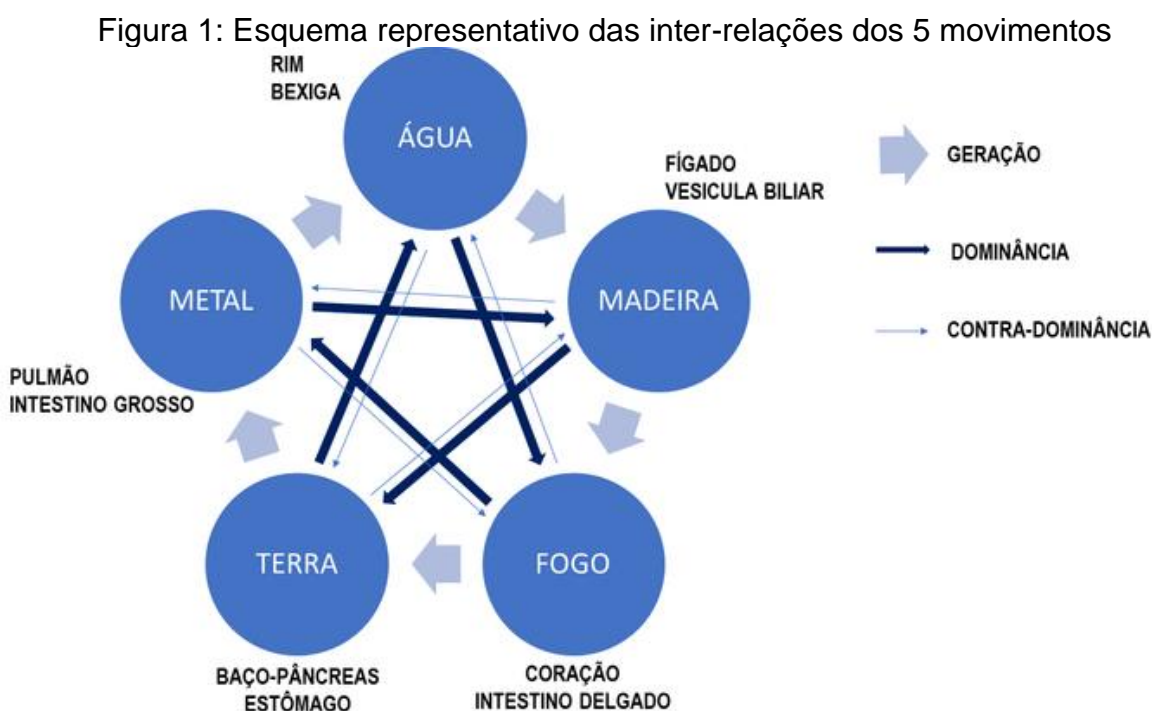 Figura 1: Esquema representativo das inter-relações dos 5 movimentos
RIM
BEXIGA
ÁGUA
GERAÇÃO
FÍGADO
VESICULA BILIAR
DOMINÂNCIA
METAL
MADEIRA
CONTRA-DOMINÂNCIA
PULMÃO
INTESTINO GROSSO
TERRA
FOGO
BAÇO-PÂNCREAS
ESTÔMAGO
CORAÇÃO
INTESTINO DELGADO